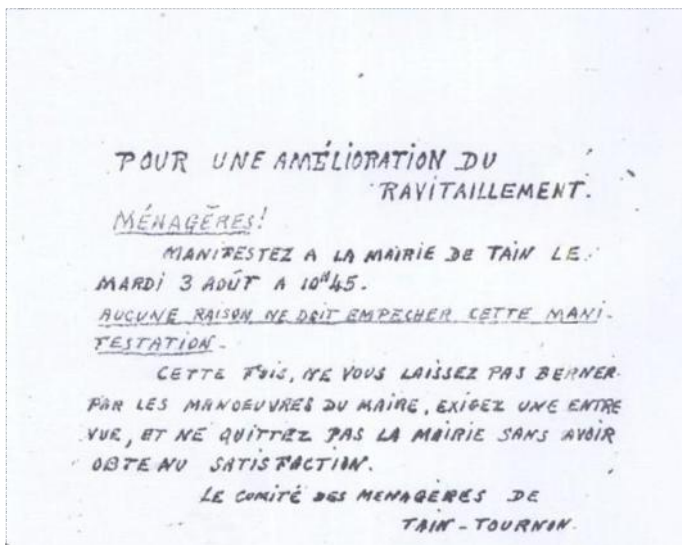 POUR UNE AMÉLIORATION DU
RAVITAILLEMENT.
MÉNAGÈRES!
MANIFESTEZ A LA MAIRIE DE TAIN LE
MARDI 3 AOÛT A 10H45.
AUCUNE RAISON NE DOIT EMPECHER CETTE MANI-
FESTATION-
CETTE FOIS, NE VOUS LAISSEZ PAS BERNER
PAR LES MANOEUVRES DU MAIRE, EXIGEZ UNE ENTRE
VUE, ET NE QUITTEZ PAS LA MAIRIE SANS AVOIR
OBTENU SATISFACTION.
LE COMITÉ DES MENAGÈRES DE
TAIN-TOURNON.